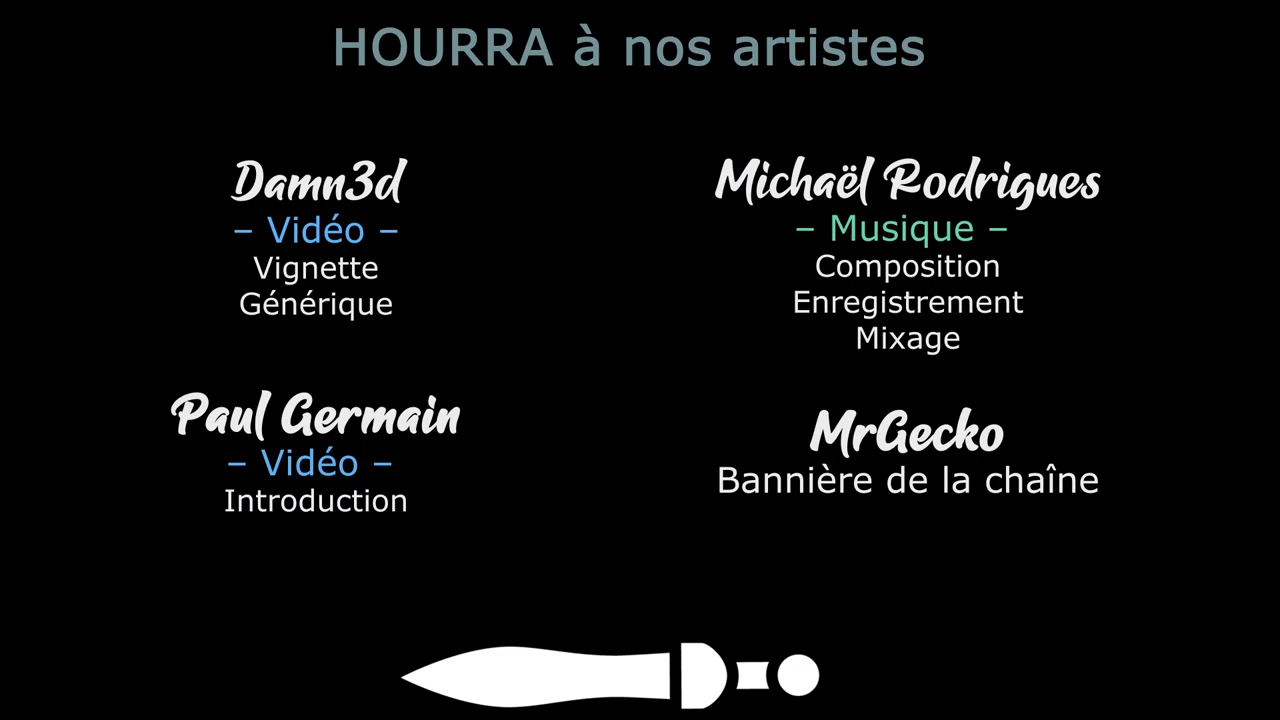 HOURRA à nos artistes
Damn3d
– Vidéo –
Vignette
Générique
Michaël Rodrigues
– Musique –
Composition
Enregistrement
Mixage
Paul Germain
– Vidéo –
Introduction
MrGecko
Bannière de la chaîne